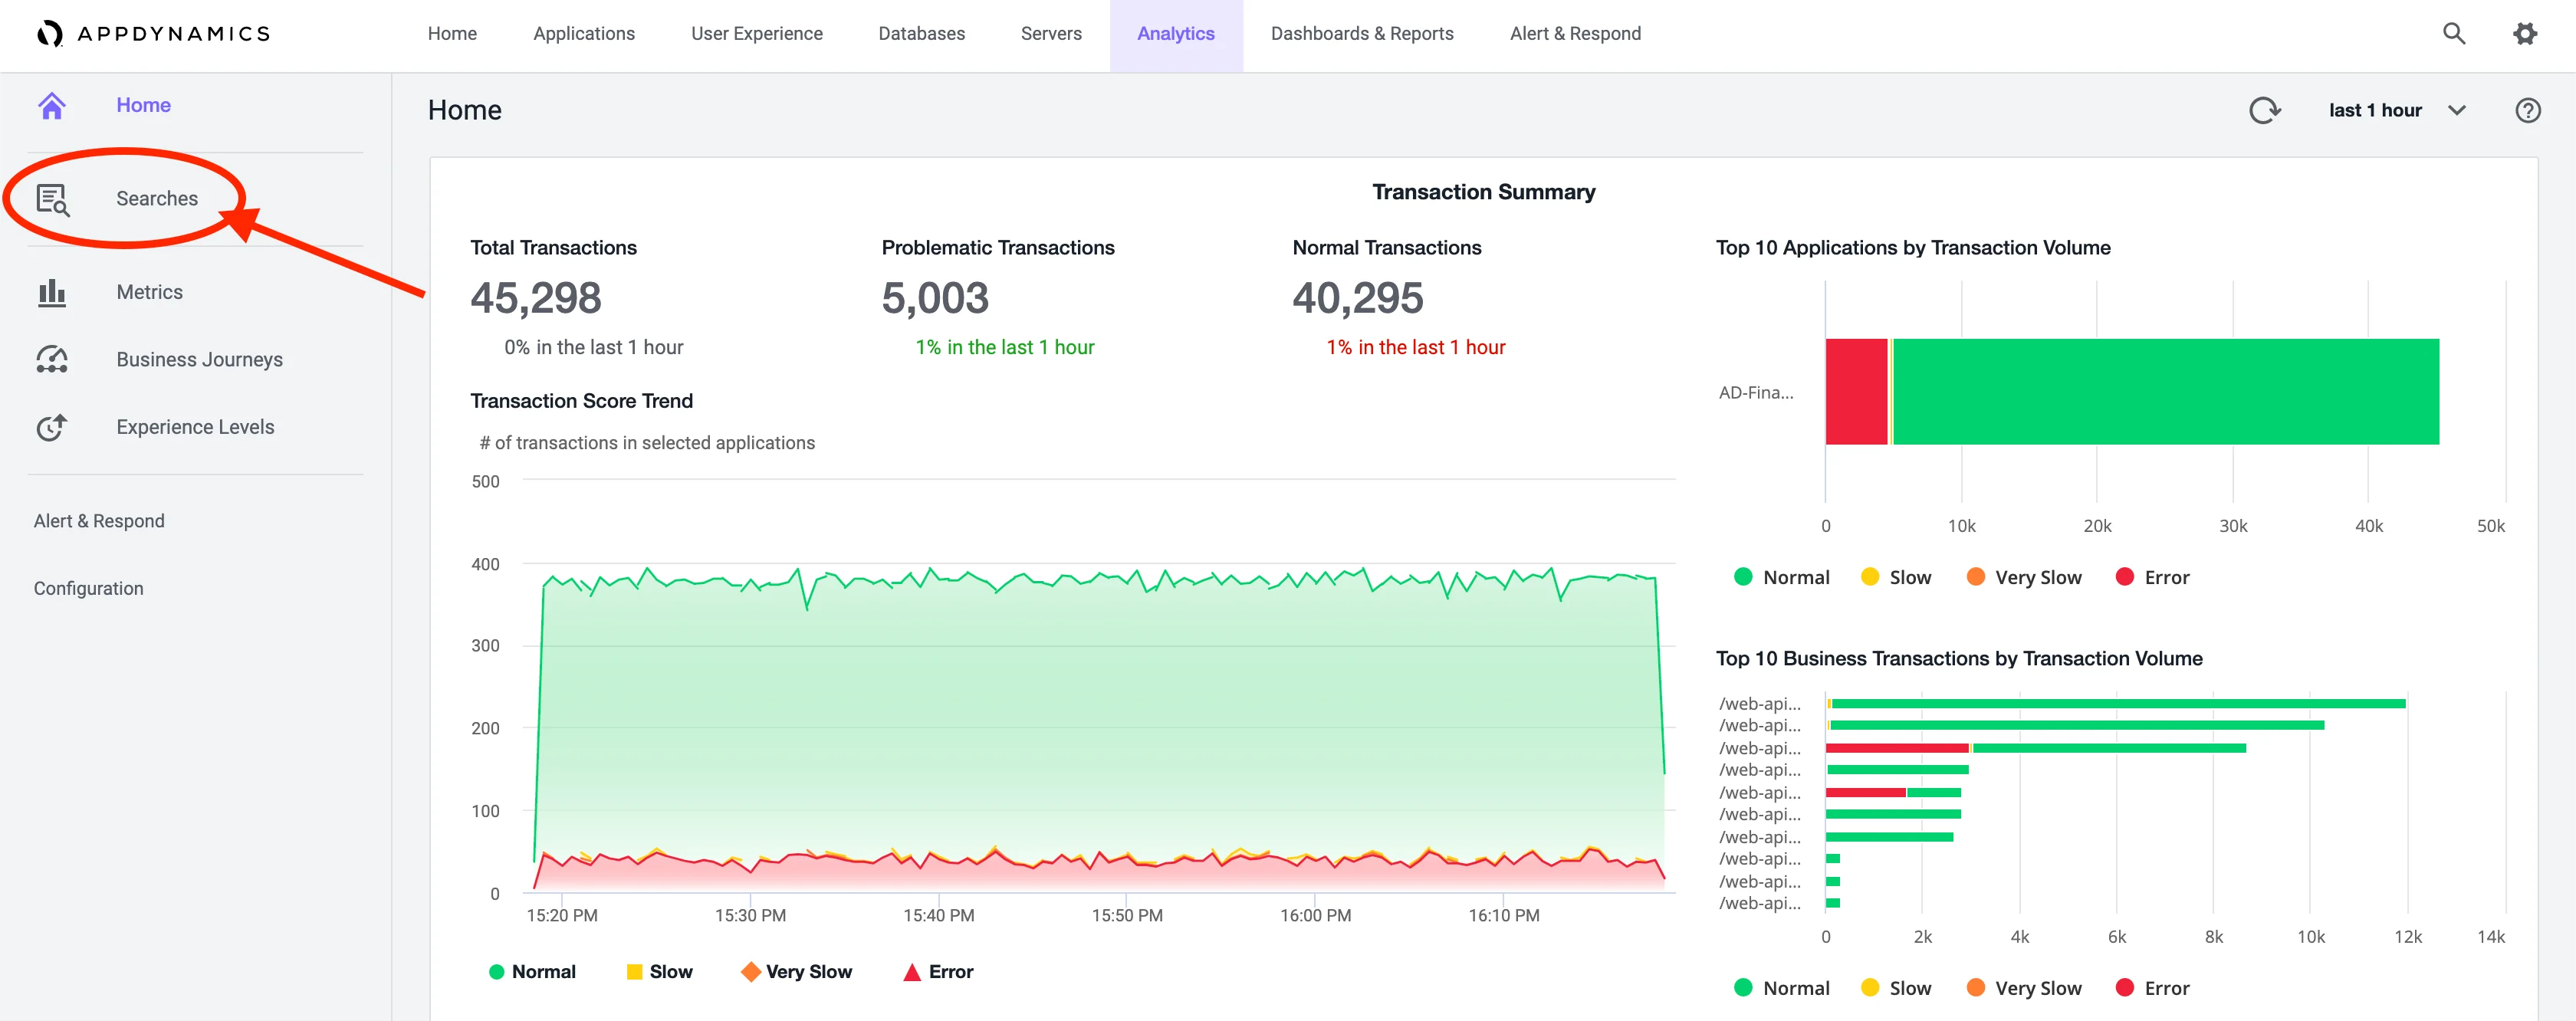 APPDYNAMICS
Home
Applications
User Experience
Databases
Servers
Analytics
Dashboards & Reports
Alert & Respond
Home
Searches
Metrics
Business Journeys
Experience Levels
Alert & Respond
Configuration
Home
last 1 hour
Transaction Summary
Total Transactions
45,298
0% in the last 1 hour
Problematic Transactions
5,003
1% in the last 1 hour
Normal Transactions
40,295
1% in the last 1 hour
Transaction Score Trend
# of transactions in selected applications
500
400
300
200
100
0
15:20 PM
15:30 PM
15:40 PM
15:50 PM
16:00 PM
16:10 PM
Normal
Slow
Very Slow
Error
Top 10 Applications by Transaction Volume
AD-Fina...
0
10k
20k
30k
40k
50k
Normal
Slow
Very Slow
Error
Top 10 Business Transactions by Transaction Volume
/web-api...
/web-api...
/web-api...
/web-api...
/web-api...
/web-api...
/web-api...
/web-api...
/web-api...
/web-api...
0
2k
4k
6k
8k
10k
12k
14k
Normal
Slow
Very Slow
Error